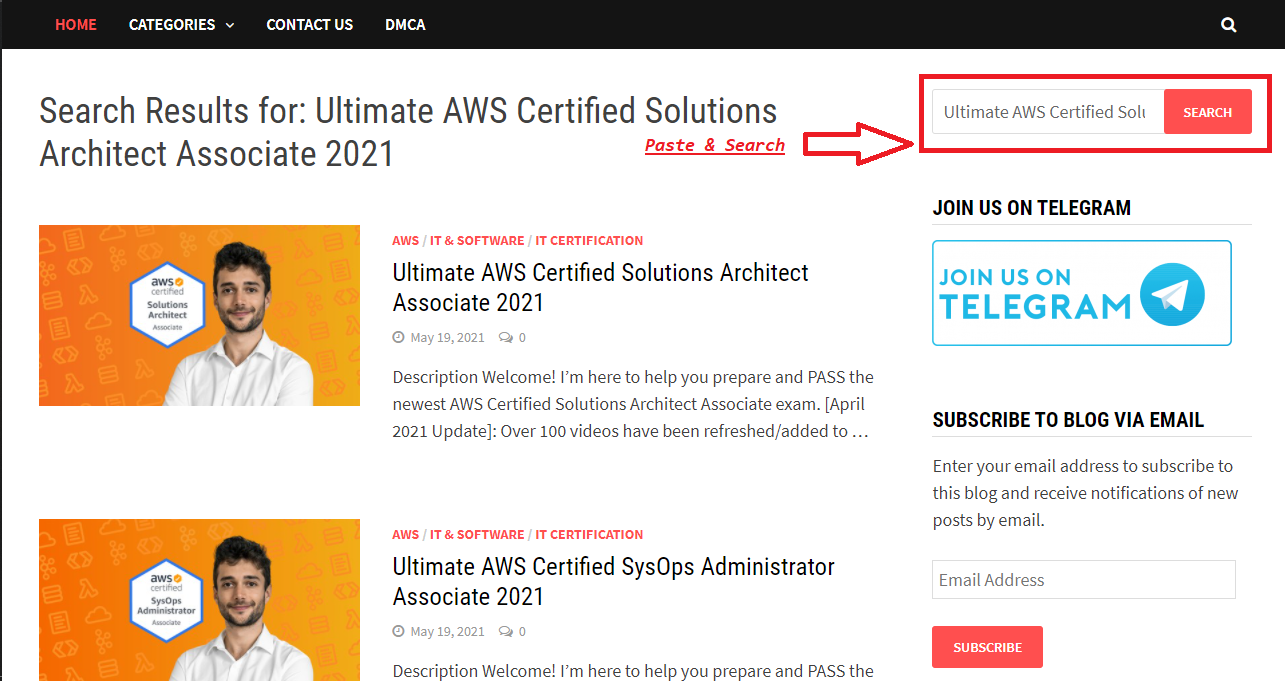 HOME CATEGORIES CONTACT US DMCA
Search Results for: Ultimate AWS Certified Solutions
Architect Associate 2021
Paste & Search
Ultimate AWS Certified Solu
SEARCH
aws
certified
Solutions
Architect
Associate
AWS / IT & SOFTWARE / IT CERTIFICATION
Ultimate AWS Certified Solutions Architect
Associate 2021
May 19, 2021 0
Description Welcome! I’m here to help you prepare and PASS the
newest AWS Certified Solutions Architect Associate exam. [April
2021 Update]: Over 100 videos have been refreshed/added to …
aws
certified
SysOps
Administrator
Associate
AWS / IT & SOFTWARE / IT CERTIFICATION
Ultimate AWS Certified SysOps Administrator
Associate 2021
May 19, 2021 0
Description Welcome! I’m here to help you prepare and PASS the
JOIN US ON TELEGRAM
JOIN US ON
TELEGRAM
SUBSCRIBE TO BLOG VIA EMAIL
Enter your email address to subscribe to
this blog and receive notifications of new
posts by email.
Email Address
SUBSCRIBE